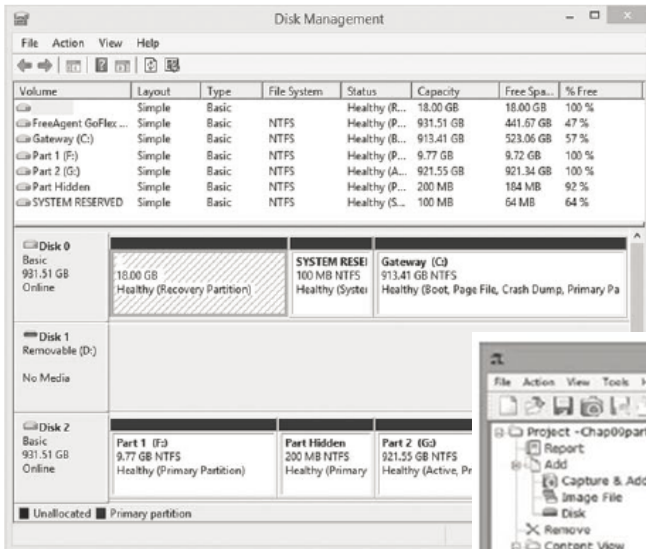 Disk Management
File Action View Help
Volume Layout Type File System Status Capacity Free Spa... % Free
Simple Basic Healthy (R... 18.00 GB 18.00 GB 100 %
FreeAgent GoFlex ... Simple Basic NTFS Healthy (P... 931.51 GB 441.67 GB 47 %
Gateway (C:) Simple Basic NTFS Healthy (B... 913.41 GB 523.06 GB 57 %
Part 1 (F:) Simple Basic NTFS Healthy (P... 9.77 GB 9.72 GB 100 %
Part 2 (G:) Simple Basic NTFS Healthy (A... 921.55 GB 921.34 GB 100 %
Part Hidden Simple Basic NTFS Healthy (P... 200 MB 184 MB 92 %
SYSTEM RESERVED Simple Basic NTFS Healthy (S... 100 MB 64 MB 64 %
Disk 0
Basic
931.51 GB
Online
18.00 GB
Healthy (Recovery Partition)
SYSTEM RESEI
100 MB NTFS
Healthy (Syster
Gateway (C:)
913.41 GB NTFS
Healthy (Boot, Page File, Crash Dump, Primary Pa
Disk 1
Removable (D:)
No Media
Disk 2
Basic
931.51 GB
Online
Part 1 (F:)
9.77 GB NTFS
Healthy (Primary Partition)
Part Hidden
200 MB NTFS
Healthy (Primary
Part 2 (G:)
921.55 GB NTFS
Healthy (Active, Pr
Unallocated Primary partition
File Action View Tools H
Project -Chap09part
Report
Add
Capture & Add
Image File
Disk
Remove
Content View